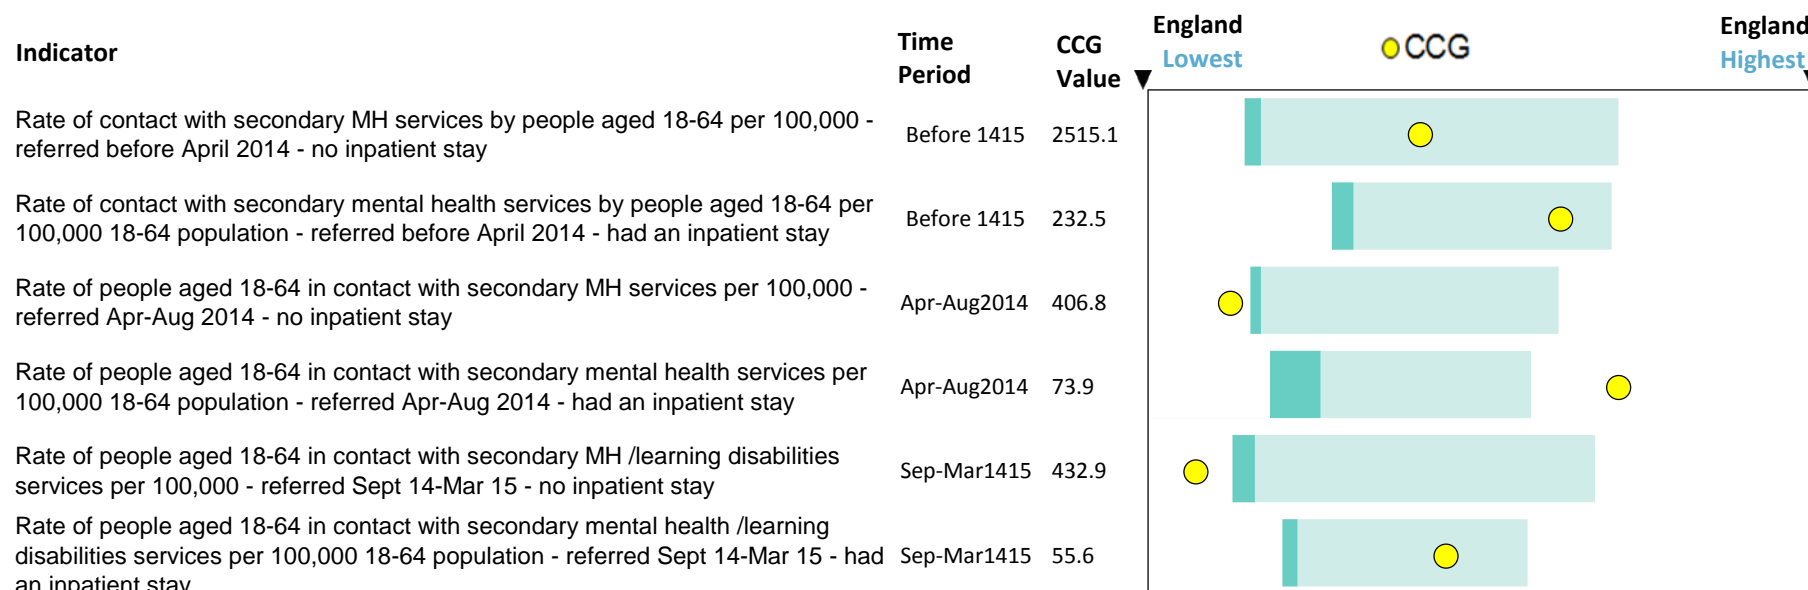 Indicator
Time Period
CCG Value
England Lowest
CCG
England Highest
Rate of contact with secondary MH services by people aged 18-64 per 100,000 -
referred before April 2014 - no inpatient stay
Before 1415 2515.1
Rate of contact with secondary mental health services by people aged 18-64 per
100,000 18-64 population - referred before April 2014 - had an inpatient stay
Before 1415 232.5
Rate of people aged 18-64 in contact with secondary MH services per 100,000 -
referred Apr-Aug 2014 - no inpatient stay
Apr-Aug2014 406.8
Rate of people aged 18-64 in contact with secondary mental health services per
100,000 18-64 population - referred Apr-Aug 2014 - had an inpatient stay
Apr-Aug2014 73.9
Rate of people aged 18-64 in contact with secondary MH /learning disabilities
services per 100,000 - referred Sept 14-Mar 15 - no inpatient stay
Sep-Mar1415 432.9
Rate of people aged 18-64 in contact with secondary mental health /learning
disabilities services per 100,000 18-64 population - referred Sept 14-Mar 15 - had
an inpatient stay
Sep-Mar1415 55.6